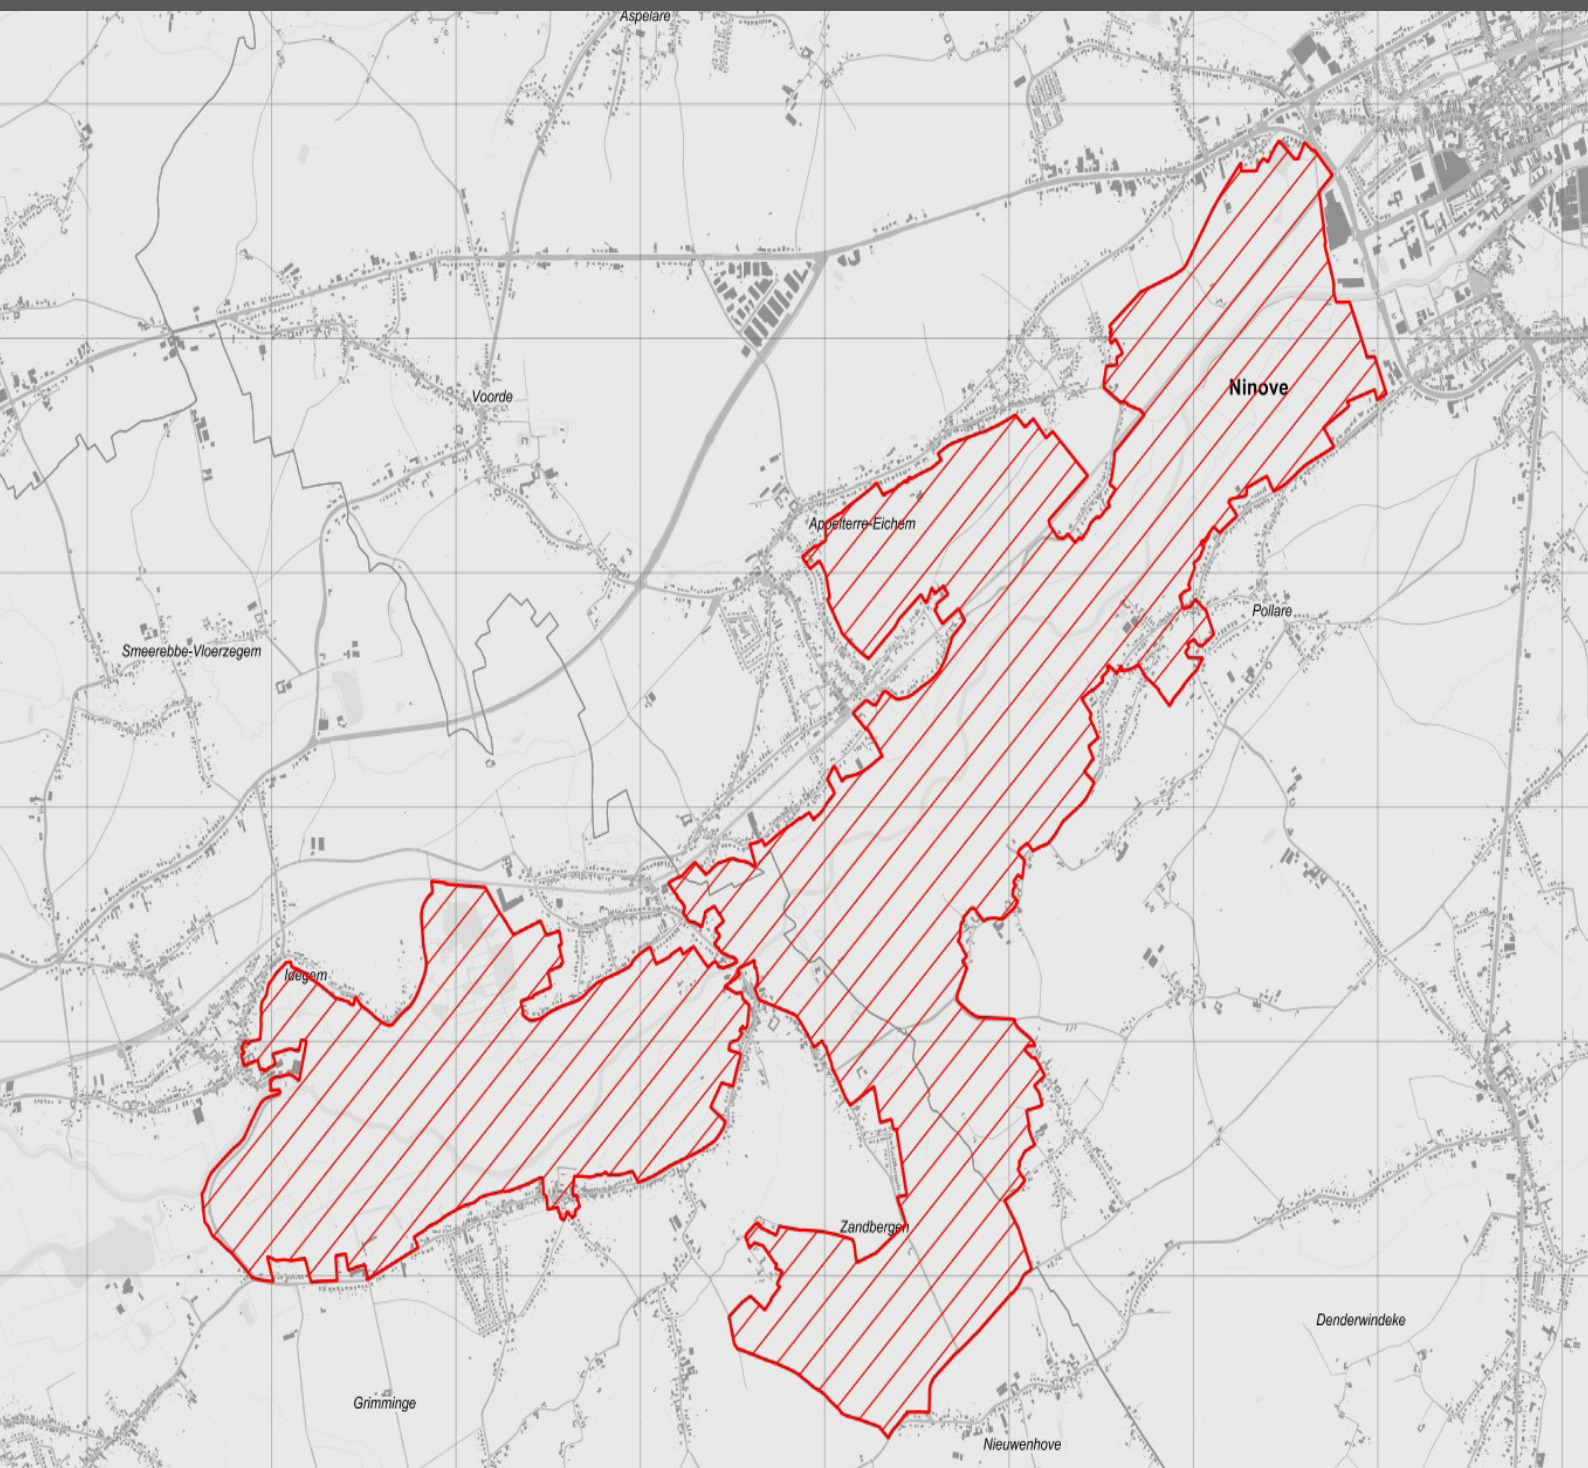 Aspelare
Ninove
Voorde
Appelterre-Eichem
Pollare
Smeerebbe-Vloerzegem
Idegem
Zandbergen
Denderwindeke
Grimminge
Nieuwenhove